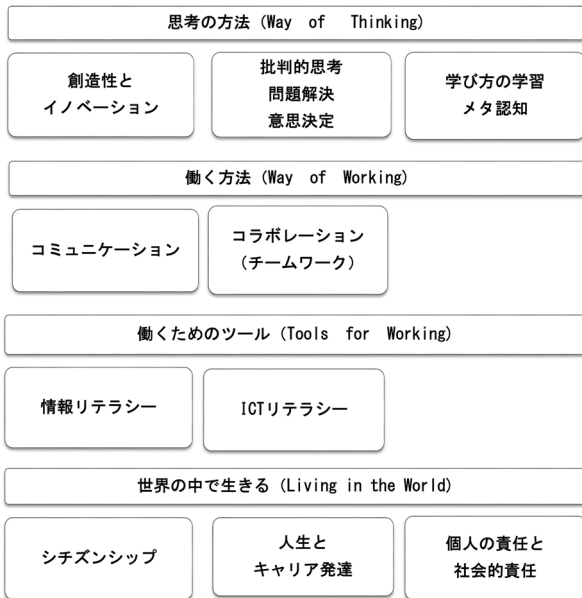 思考の方法 (Way of Thinking)
創造性と
イノベーション
批判的思考
問題解決
意思決定
学び方の学習
メタ認知
働く方法 (Way of Working)
コミュニケーション
コラボレーション
（チームワーク）
働くためのツール (Tools for Working)
情報リテラシー
ICTリテラシー
世界の中で生きる (Living in the World)
シチズンシップ
人生と
キャリア発達
個人の責任と
社会的責任